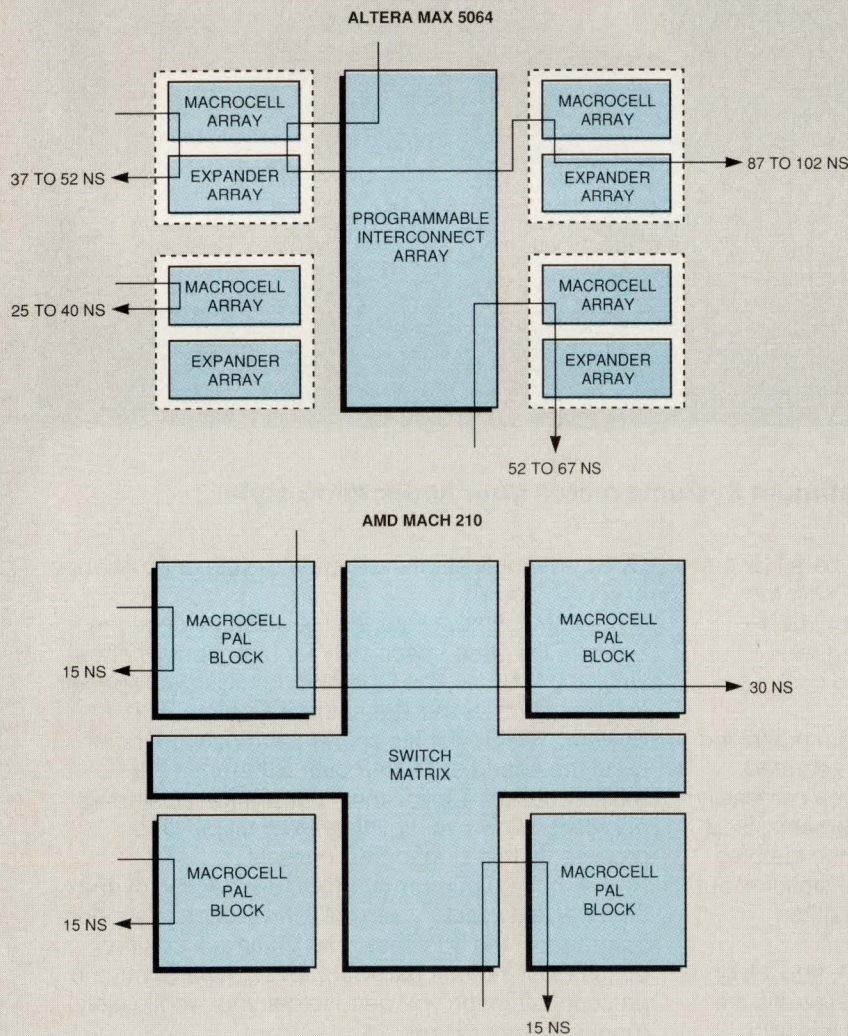 ALTERA MAX 5064
MACROCELL
ARRAY
EXPANDER
ARRAY
37 TO 52 NS
MACROCELL
ARRAY
EXPANDER
ARRAY
87 TO 102 NS
PROGRAMMABLE
INTERCONNECT
ARRAY
MACROCELL
ARRAY
EXPANDER
ARRAY
25 TO 40 NS
MACROCELL
ARRAY
EXPANDER
ARRAY
52 TO 67 NS
AMD MACH 210
MACROCELL
PAL
BLOCK
15 NS
MACROCELL
PAL
BLOCK
30 NS
SWITCH
MATRIX
MACROCELL
PAL
BLOCK
15 NS
MACROCELL
PAL
BLOCK
15 NS